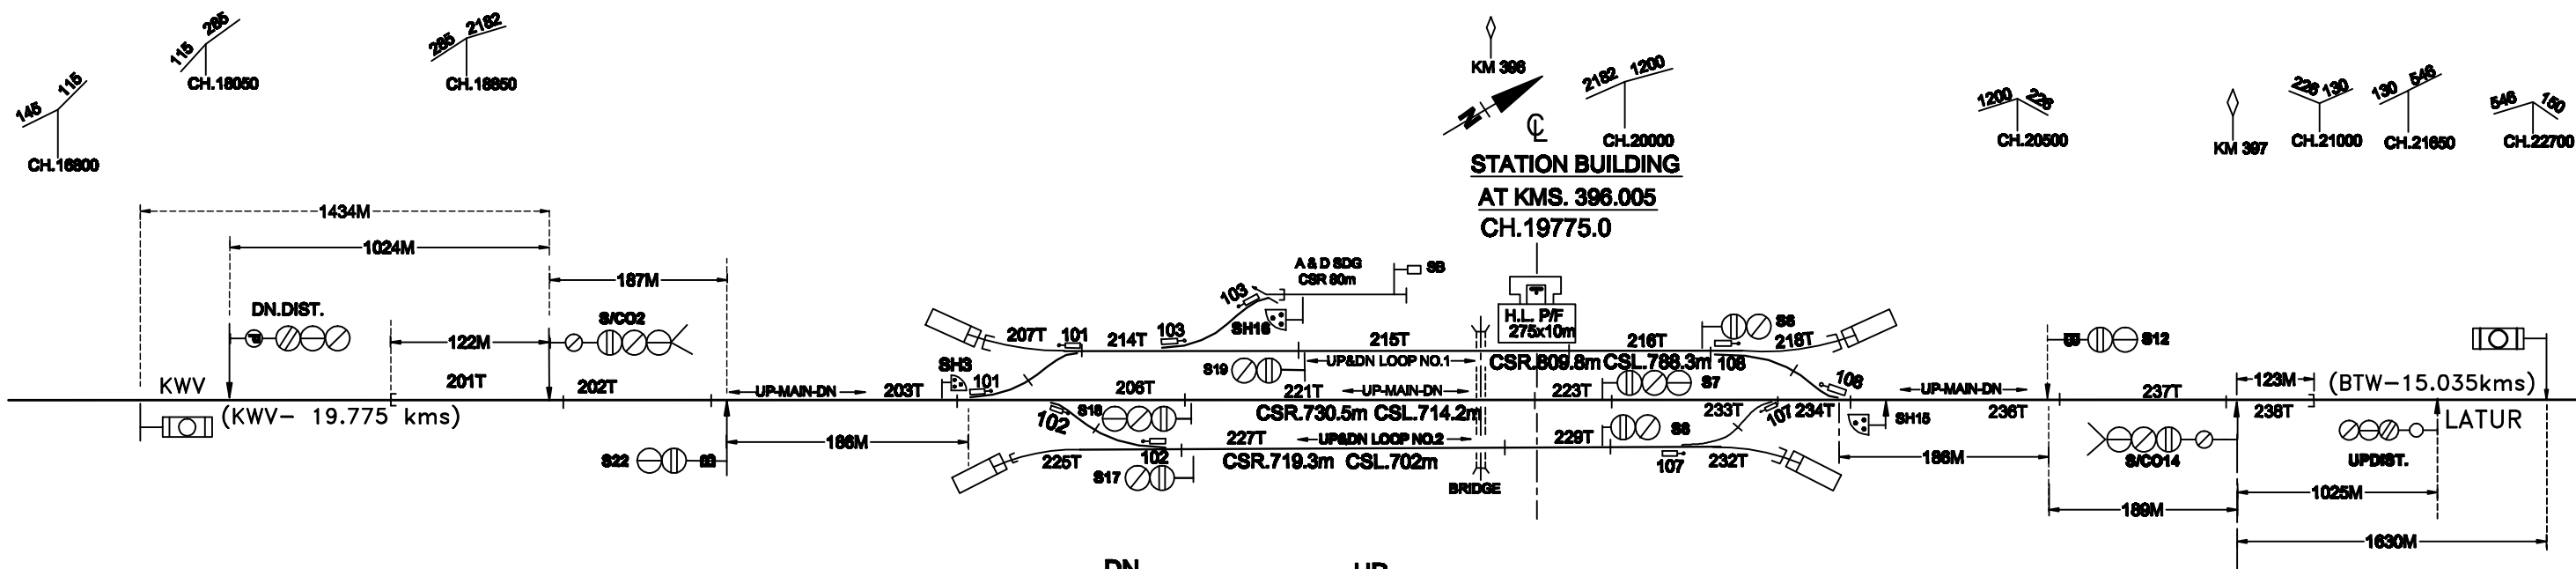 145 115
CH.16800
115 285
CH.18050
285 2182
CH.18850
KM 396
N
2182 1200
CH.20000
1200 226
CH.20500
KM 397
226 130
CH.21000
130 546
CH.21650
546 150
CH.22700
STATION BUILDING
AT KMS. 396.005
CH.19775.0
1434M
1024M
187M
DN.DIST.
P
122M
S/CO2
KWV
(KWV- 19.775 kms)
201T
202T
UP-MAIN-DN
203T
S22
B
186M
SH3
101
207T
101
214T
103
103
A & D SDG
CSR 80m
SB
SH16
215T
S19
UP&DN LOOP NO.1
H.L. P/F
275x10m
CSR.809.8m CSL.788.3m
216T
S8
108
218T
108
102
206T
S18
221T
UP-MAIN-DN
CSR.730.5m CSL.714.2m
223T
S7
233T
107
234T
225T
102
S17
227T
UP&DN LOOP NO.2
CSR.719.3m CSL.702m
229T
S6
107
232T
BRIDGE
SH15
UP-MAIN-DN
236T
186M
B
S12
237T
189M
S/CO14
123M
238T
(BTW-15.035kms)
LATUR
UPDIST.
1025M
1630M
DN
UP